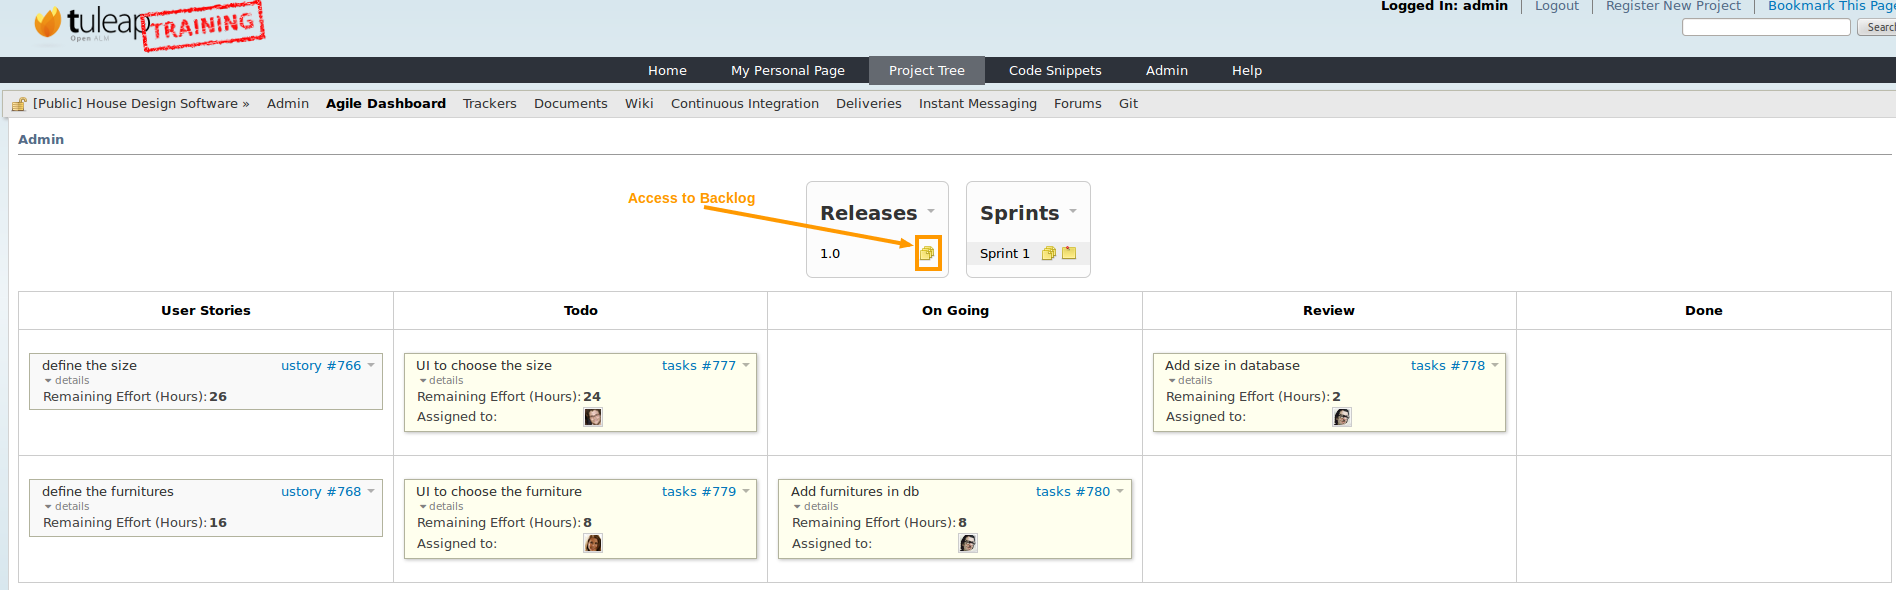 Logged In: admin Logout Register New Project Bookmark This Page
tuleap
Open ALM
TRAINING
Search
Home My Personal Page Project Tree Code Snippets Admin Help
[Public] House Design Software » Admin Agile Dashboard Trackers Documents Wiki Continuous Integration Deliveries Instant Messaging Forums Git
Admin
Access to Backlog
Releases
1.0
Sprints
Sprint 1
User Stories Todo On Going Review Done
define the size ustory #766
details
Remaining Effort (Hours): 26
UI to choose the size tasks #777
details
Remaining Effort (Hours): 24
Assigned to:
Add size in database tasks #778
details
Remaining Effort (Hours): 2
Assigned to:
define the furnitures ustory #768
details
Remaining Effort (Hours): 16
UI to choose the furniture tasks #779
details
Remaining Effort (Hours): 8
Assigned to:
Add furnitures in db tasks #780
details
Remaining Effort (Hours): 8
Assigned to: